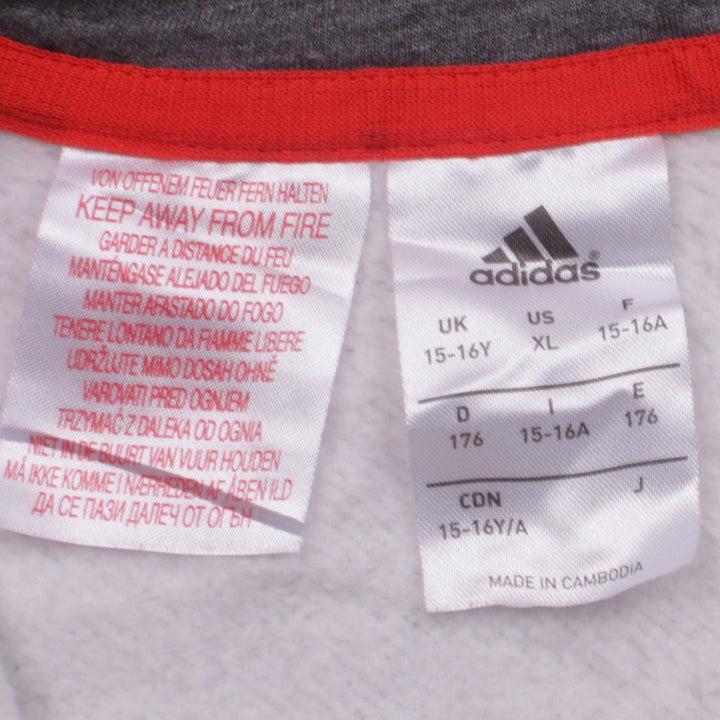 VON OFFENEM FEUER FERN HALTEN
KEEP AWAY FROM FIRE
GARDER A DISTANCE DU FEU
MANTÉNGASE ALEJADO DEL FUEGO
MANTER AFASTADO DO FOGO
TENERE LONTANO DA FIAMME LIBERE
UDRŽUJTE MIMO DOSAH OHNĚ
VAROVATI PRED OGNJEM
TRZYMAĆ Z DALEKA OD OGNIA
NIET IN DE BUURT VAN VUUR HOUDEN
MÅ IKKE KOMME I NÆRHEDEN AF ÅBEN ILD
ДА СЕ ПАЗИ ДАЛЕЧ ОТ ОГЪН
adidas®
UK US F
15-16Y XL 15-16A
D I E
176 15-16A 176
CDN J
15-16Y/A
MADE IN CAMBODIA